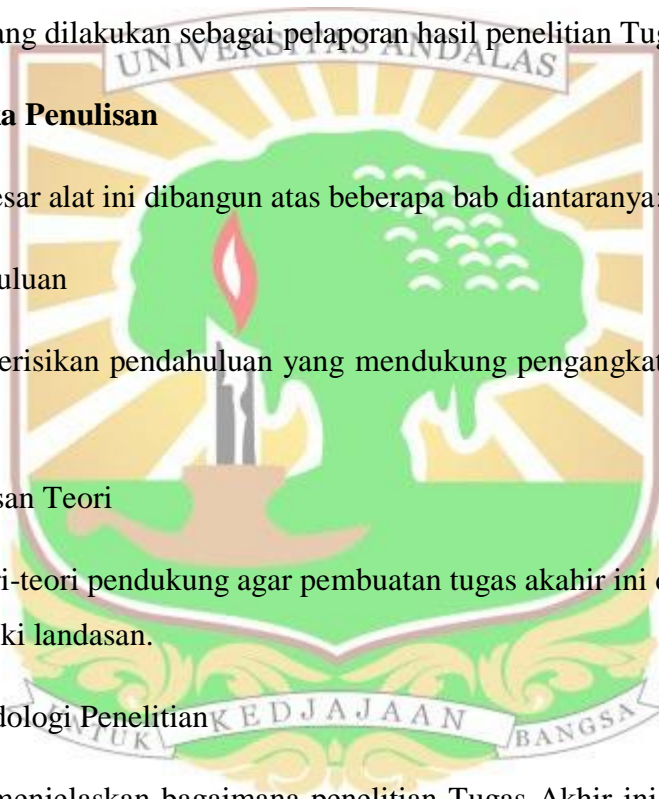 ang dilakukan sebagai pelaporan hasil penelitian Tug
UNIVERSITAS ANDALAS
a Penulisan
esar alat ini dibangun atas beberapa bab diantaranya:
uluan
erisikan pendahuluan yang mendukung pengangkat
san Teori
ri-teori pendukung agar pembuatan tugas akahir ini
ki landasan.
dologi Penelitian
UNTUK KEDJAJAAN BANGSA
menjelaskan bagaimana penelitian Tugas Akhir ini